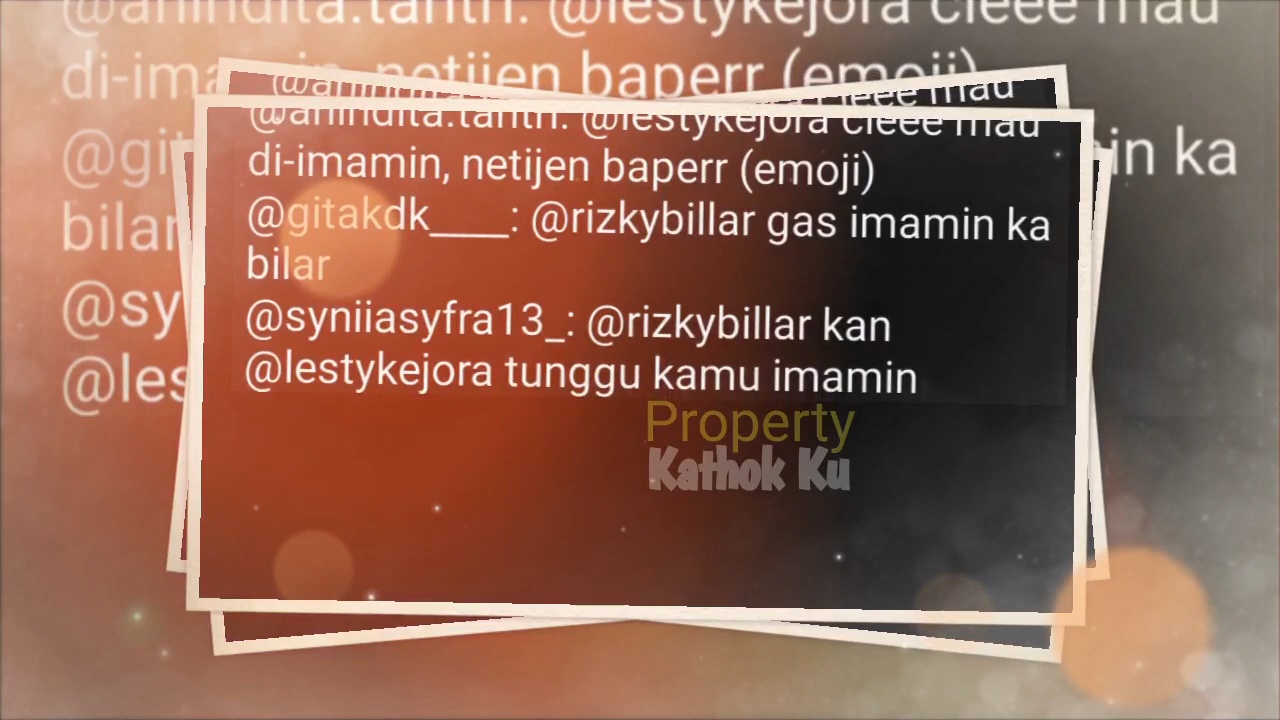 @anindita.tantri: @lestykejora cieee mau
di-imamin, netijen baperr (emoji)
@gitakdk____: @rizkybillar gas imamin ka
bilar
@syniiasyfra13_: @rizkybillar kan
@lestykejora tunggu kamu imamin
Property
Kathok Ku